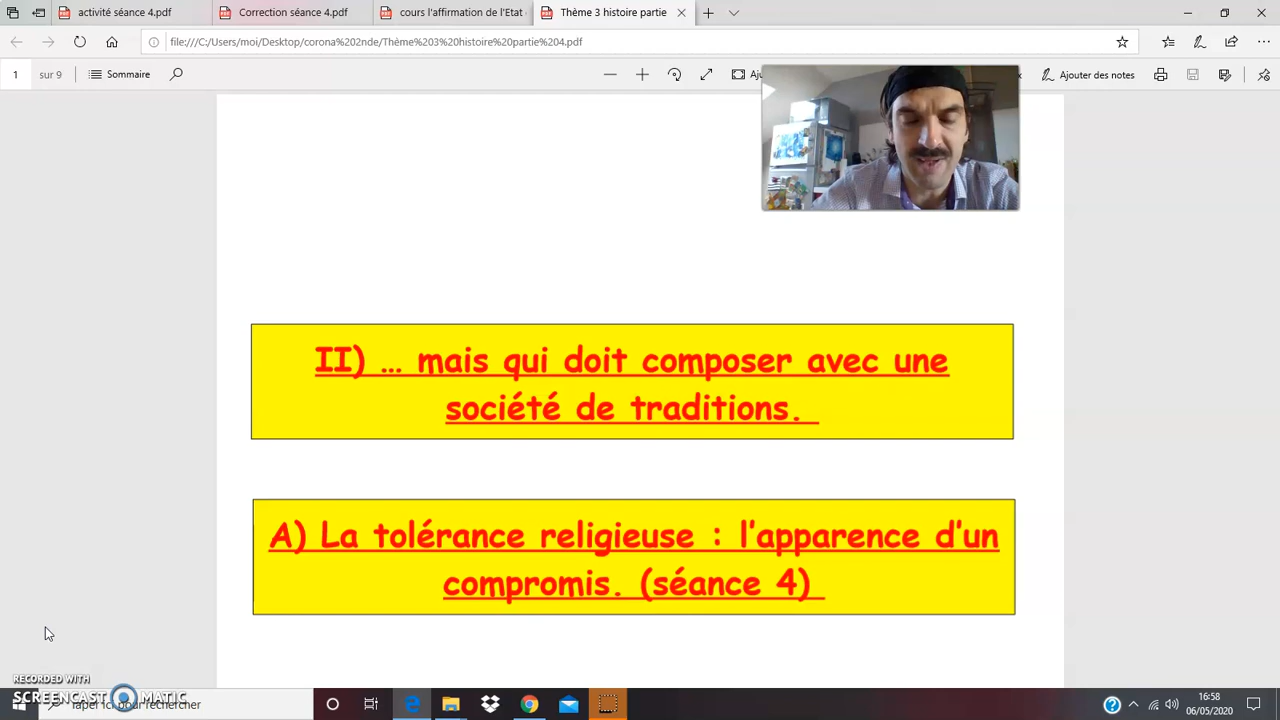 activité séance 4.pdf
Correction séance 4.pdf
cours l'affirmation de l'Etat
Thème 3 histoire partie
file:///C:/Users/moi/Desktop/corona%202nde/Thème%203%20histoire%20partie%204.pdf
1 sur 9
Sommaire
Ajouter des notes
II) ... mais qui doit composer avec une
société de traditions.
A) La tolérance religieuse : l'apparence d'un
compromis. (séance 4)
RECORDED WITH
SCREENCAST MATIC
pour rechercher
16:58
06/05/2020